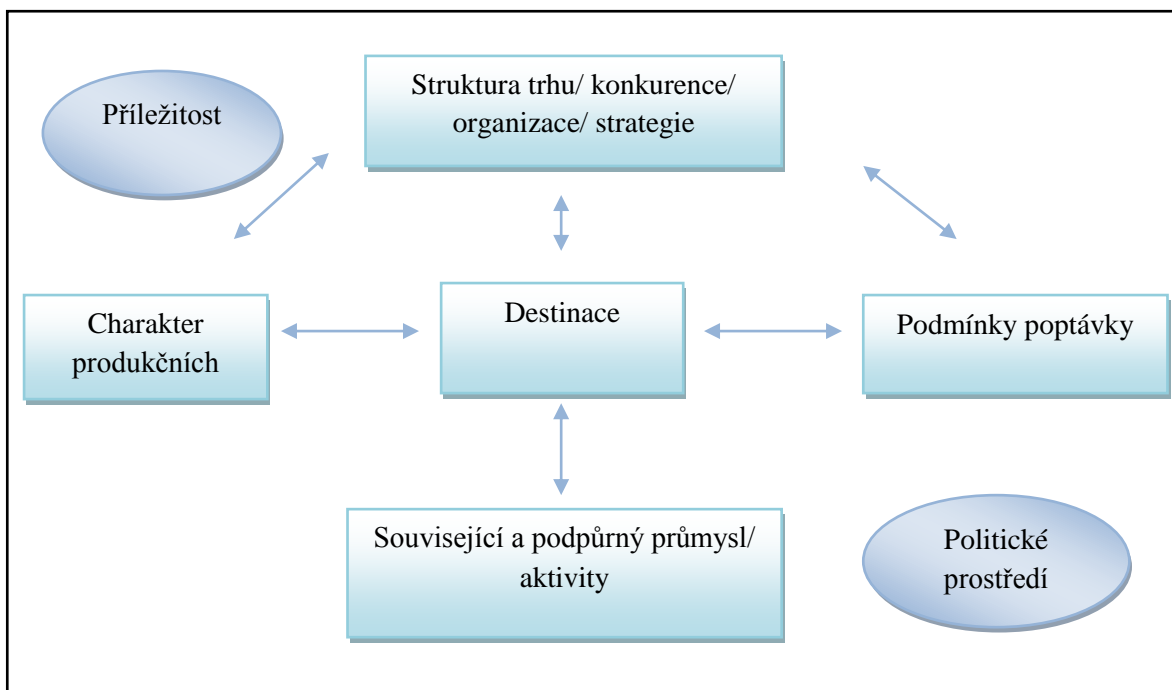 Příležitost
Struktura trhu/ konkurence/
organizace/ strategie
Charakter
produkčních
Destinace
Podmínky poptávky
Související a podpůrný průmysl/
aktivity
Politické
prostředí